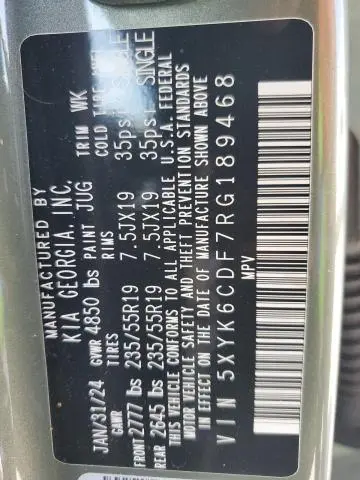 MANUFACTURED BY
KIA GEORGIA, INC.
JAN/31/24 GVWR 4850 lbs PAINT JUG TRIM WK
GAWR TIRES RIMS COLD TIRE
FRONT 2777 lbs 235/55R19 7.5JX19 35psi SINGLE
REAR 2645 lbs 235/55R19 7.5JX19 35psi SINGLE
THIS VEHICLE CONFORMS TO ALL APPLICABLE U.S.A. FEDERAL
MOTOR VEHICLE SAFETY AND THEFT PREVENTION STANDARDS
IN EFFECT ON THE DATE OF MANUFACTURE SHOWN ABOVE
VIN 5XYK6CDF7RG189468
MPV